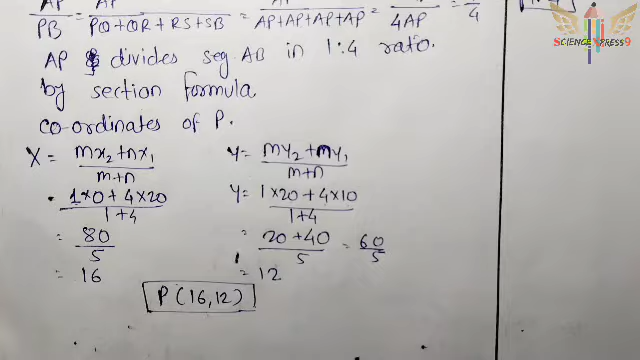 AP/PB = AP/PQ+QR+RS+SB = AP/AP+AP+AP+AP = AP/4AP = 1/4
AP divides seg AB in 1:4 ratio.
by section formula
co-ordinates of P.
X = mx₂+nx₁/m+n y = my₂+my₁/m+n
1×0+4×20/1+4 y= 1×20+4×10/1+4
= 80/5 = 20+40/5 = 60/5
= 16 = 12
P(16,12)
SCIENCE XPRESS 9